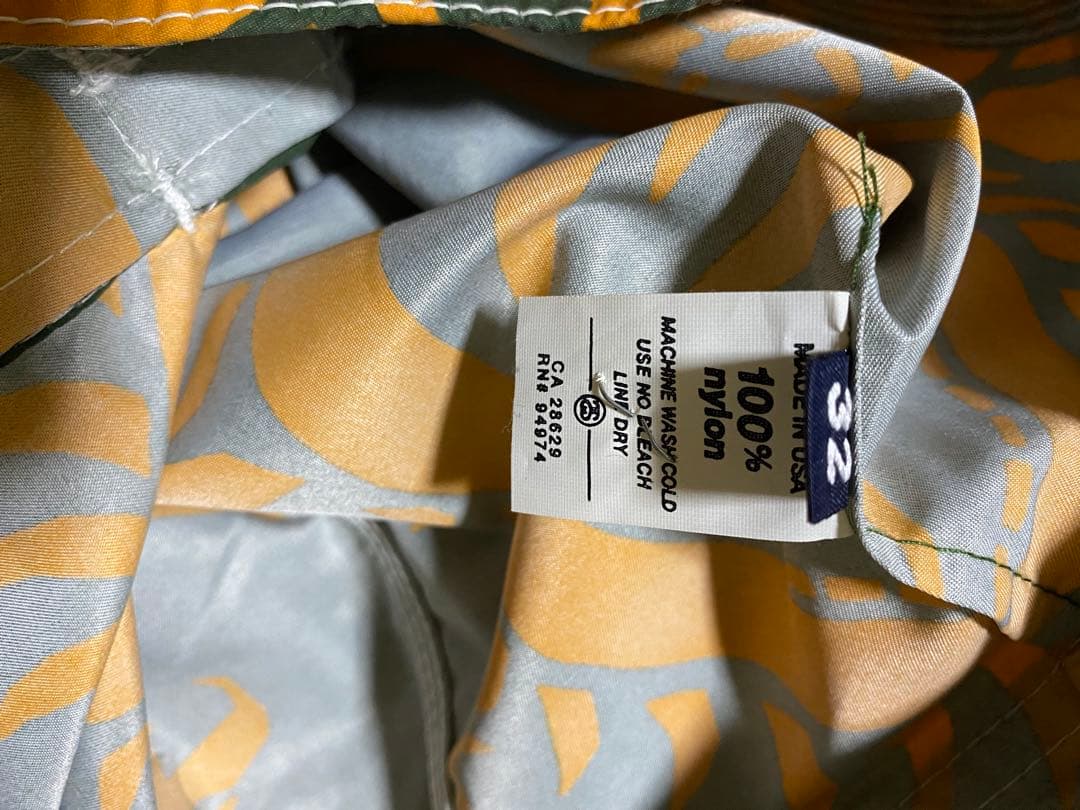 MADE IN USA
32
100%
nylon
MACHINE WASH COLD
USE NO BLEACH
LINE DRY
CA 28629
RN# 94974